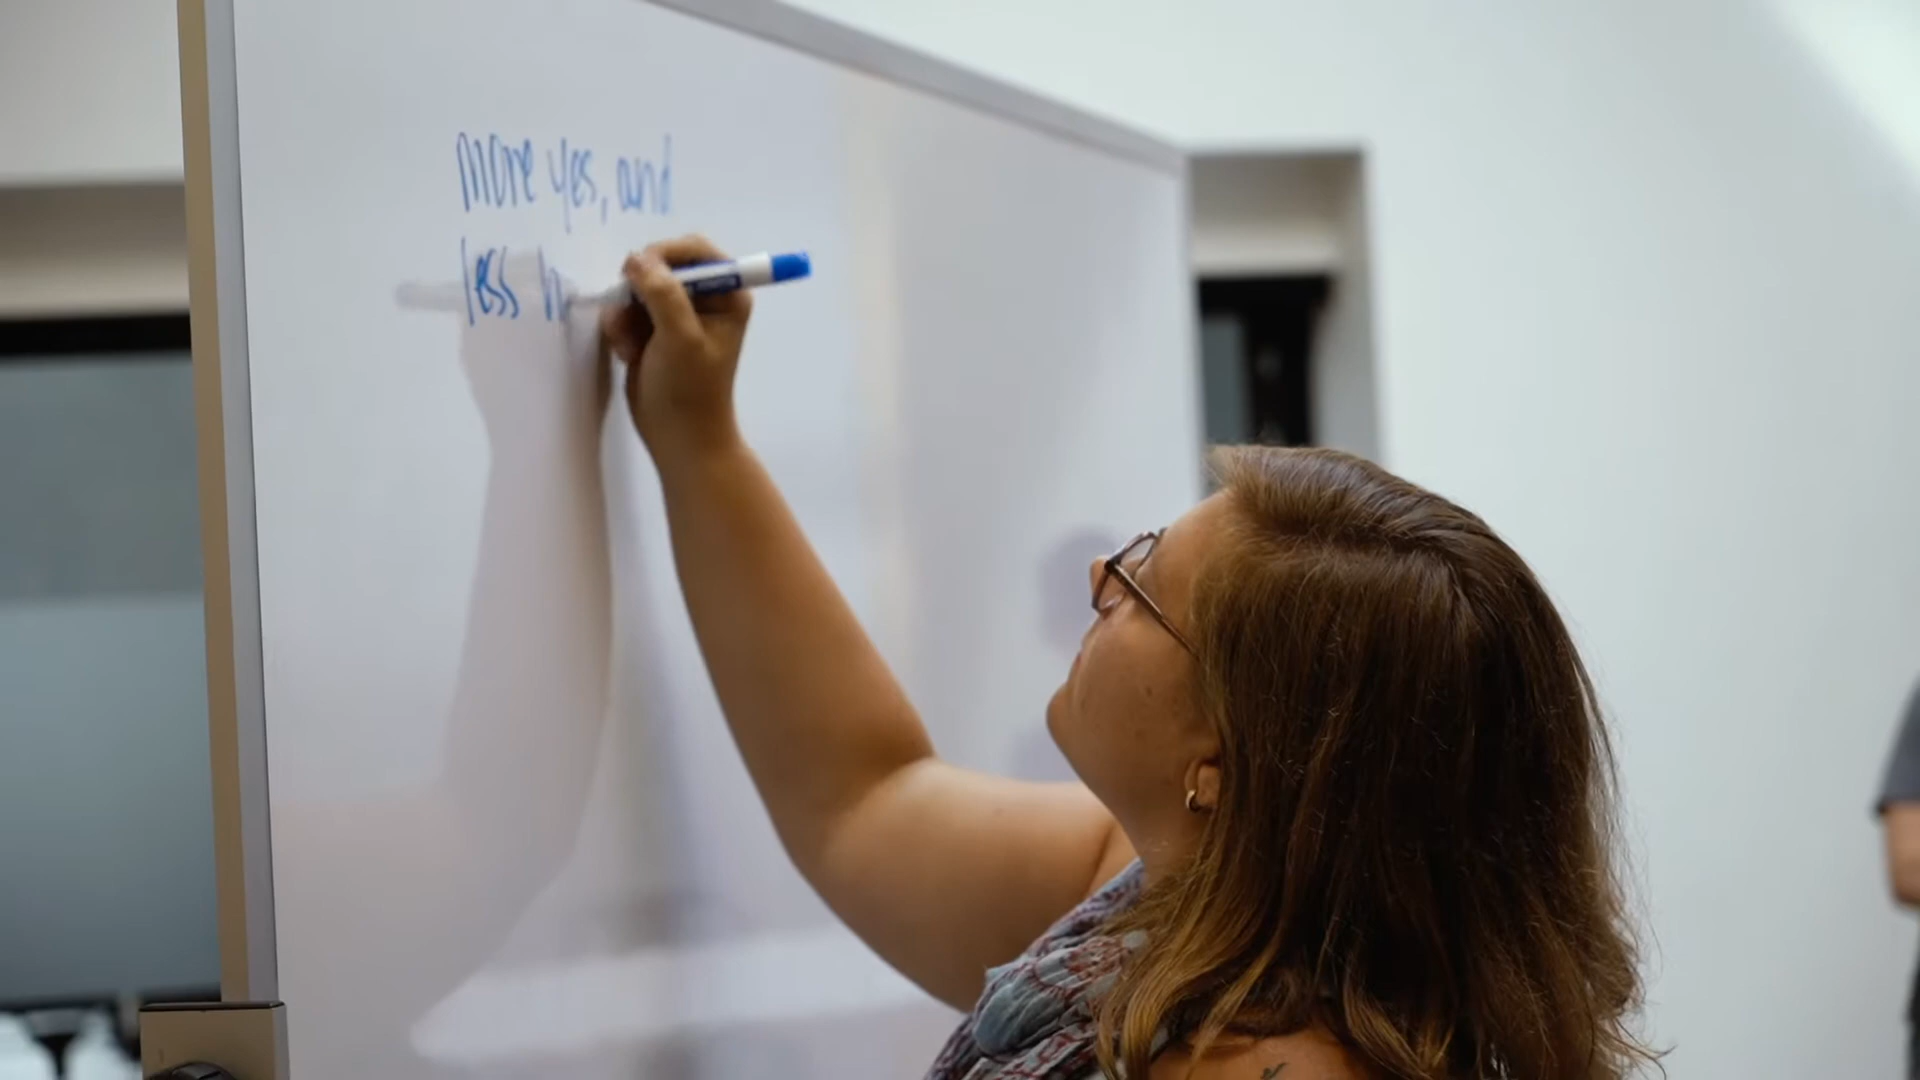 more yes, and
less